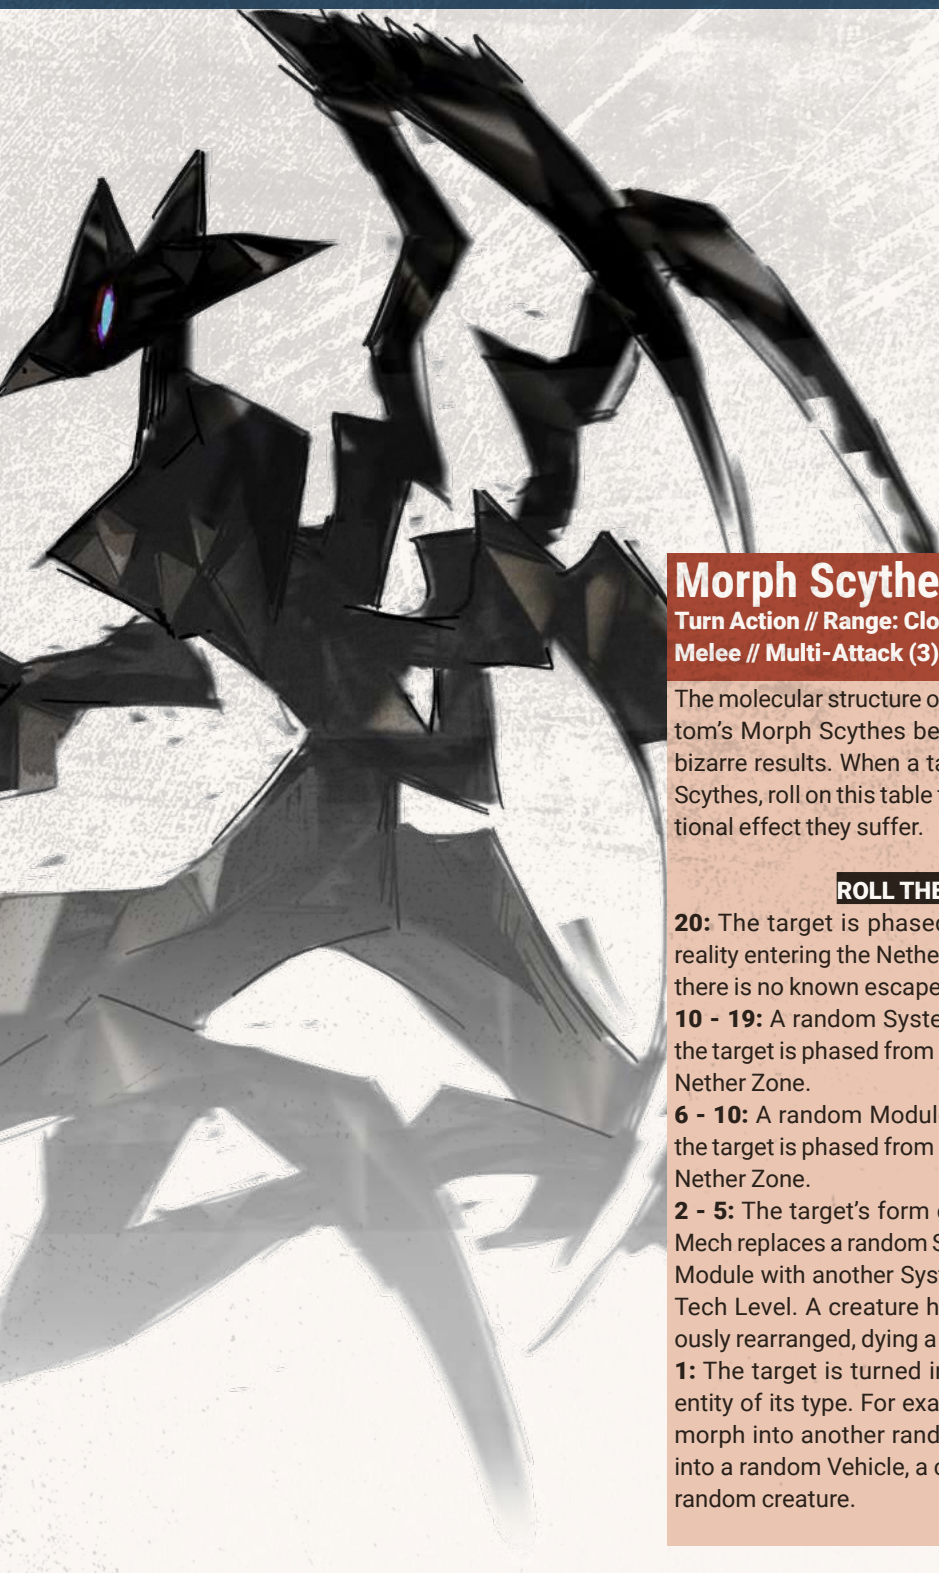 Morph Scythe
Turn Action // Range: Clo
Melee // Multi-Attack (3)
The molecular structure o
tom's Morph Scythes be
bizarre results. When a ta
Scythes, roll on this table
tional effect they suffer.
ROLL THE
20: The target is phased
reality entering the Nethe
there is no known escape
10 - 19: A random Syste
the target is phased from
Nether Zone.
6 - 10: A random Modul
the target is phased from
Nether Zone.
2 - 5: The target's form
Mech replaces a random S
Module with another Syst
Tech Level. A creature h
ously rearranged, dying a
1: The target is turned in
entity of its type. For exa
morph into another rand
into a random Vehicle, a c
random creature.